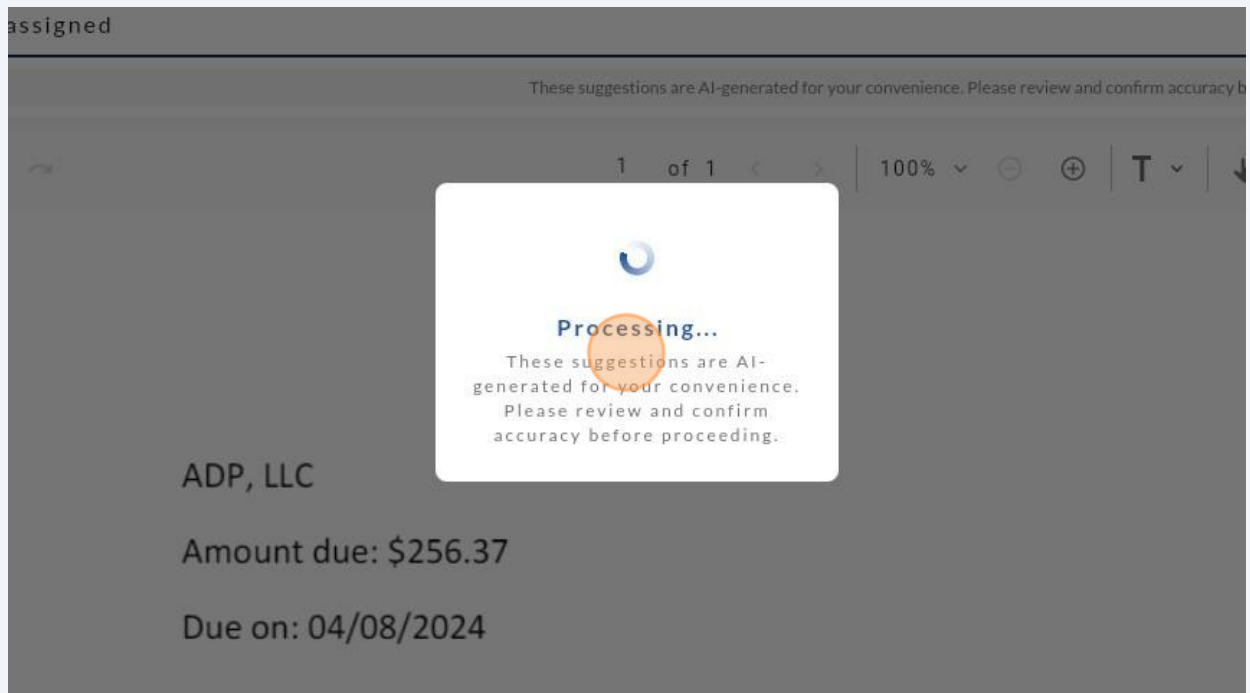 assigned
These suggestions are AI-generated for your convenience. Please review and confirm accuracy b
1 of 1 100% T
Processing...
These suggestions are AI-
generated for your convenience.
Please review and confirm
accuracy before proceeding.
ADP, LLC
Amount due: $256.37
Due on: 04/08/2024